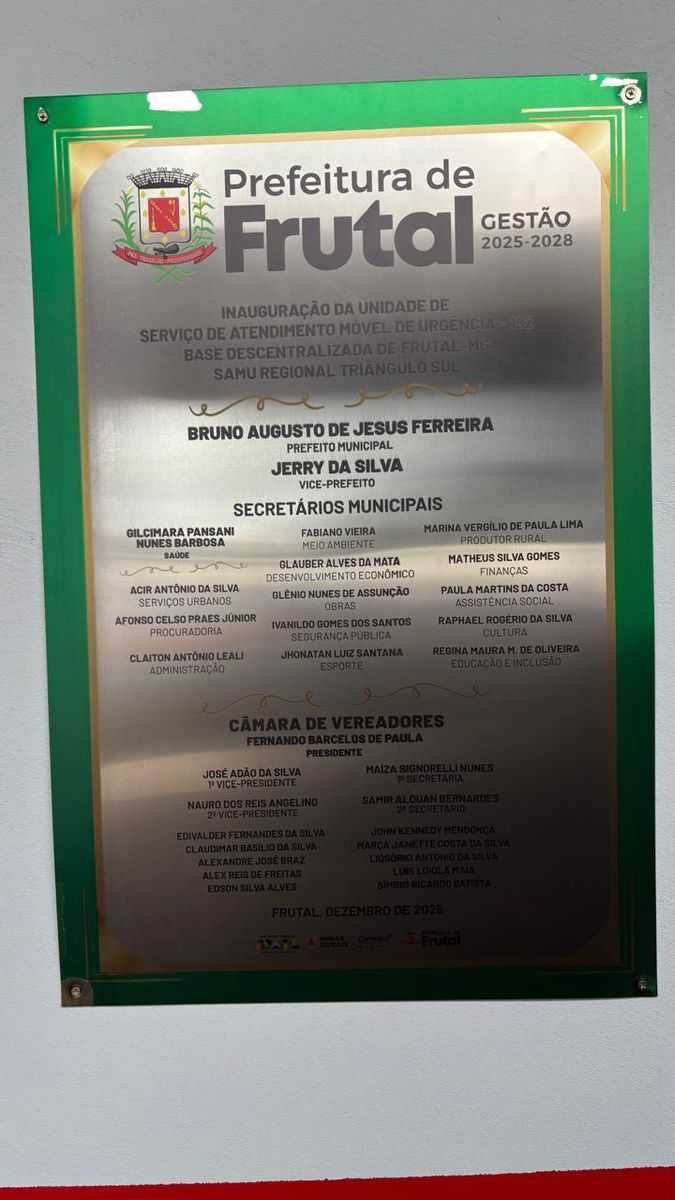 Prefeitura de
Frutal
GESTÃO
2025-2028
INAUGURAÇÃO DA UNIDADE DE
SERVIÇO DE ATENDIMENTO MÓVEL DE URGÊNCIA - 192
BASE DESCENTRALIZADA DE FRUTAL-MG
SAMU REGIONAL TRIÂNGULO SUL
BRUNO AUGUSTO DE JESUS FERREIRA
PREFEITO MUNICIPAL
JERRY DA SILVA
VICE-PREFEITO
SECRETÁRIOS MUNICIPAIS
GILCIMARA PANSANI
NUNES BARBOSA
SAÚDE
ACIR ANTÔNIO DA SILVA
SERVIÇOS URBANOS
AFONSO CELSO PRAES JÚNIOR
PROCURADORIA
CLAITON ANTÔNIO LEALI
ADMINISTRAÇÃO
FABIANO VIEIRA
MEIO AMBIENTE
GLAUBER ALVES DA MATA
DESENVOLVIMENTO ECONÔMICO
GLÊNIO NUNES DE ASSUNÇÃO
OBRAS
IVANILDO GOMES DOS SANTOS
SEGURANÇA PÚBLICA
JHONATAN LUIZ SANTANA
ESPORTE
MARINA VERGÍLIO DE PAULA LIMA
PRODUTOR RURAL
MATHEUS SILVA GOMES
FINANÇAS
PAULA MARTINS DA COSTA
ASSISTÊNCIA SOCIAL
RAPHAEL ROGÉRIO DA SILVA
CULTURA
REGINA MAURA M. DE OLIVEIRA
EDUCAÇÃO E INCLUSÃO
CÂMARA DE VEREADORES
FERNANDO BARCELOS DE PAULA
PRESIDENTE
JOSÉ ADÃO DA SILVA
1º VICE-PRESIDENTE
MAÍZA SIGNORELLI NUNES
1ª SECRETÁRIA
NAURO DOS REIS ANGELINO
2º VICE-PRESIDENTE
SAMIR ALOUAN BERNARDES
2º SECRETÁRIO
EDIVALDER FERNANDES DA SILVA
CLAUDIMAR BASÍLIO DA SILVA
ALEXANDRE JOSÉ BRAZ
ALEX REIS DE FREITAS
EDSON SILVA ALVES
JOHN KENNEDY MENDONÇA
MARÇA JANETTE COSTA DA SILVA
LIOSÓRIO ANTONIO DA SILVA
LUIS LOIOLA MAIA
SÍNIBIO RICARDO BATISTA
FRUTAL, DEZEMBRO DE 2025
Frutal